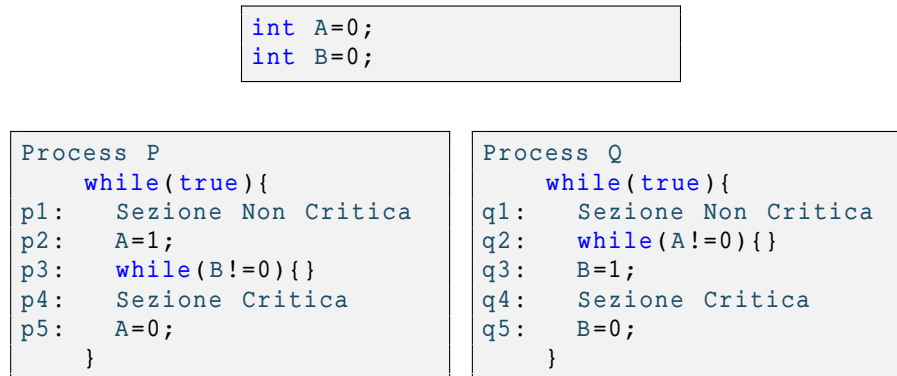 int A=0;
int B=0;
Process P
while(true){
p1: Sezione Non Critica
p2: A=1;
p3: while(B!=0){}
p4: Sezione Critica
p5: A=0;
}
Process Q
while(true){
q1: Sezione Non Critica
q2: while(A!=0){}
q3: B=1;
q4: Sezione Critica
q5: B=0;
}